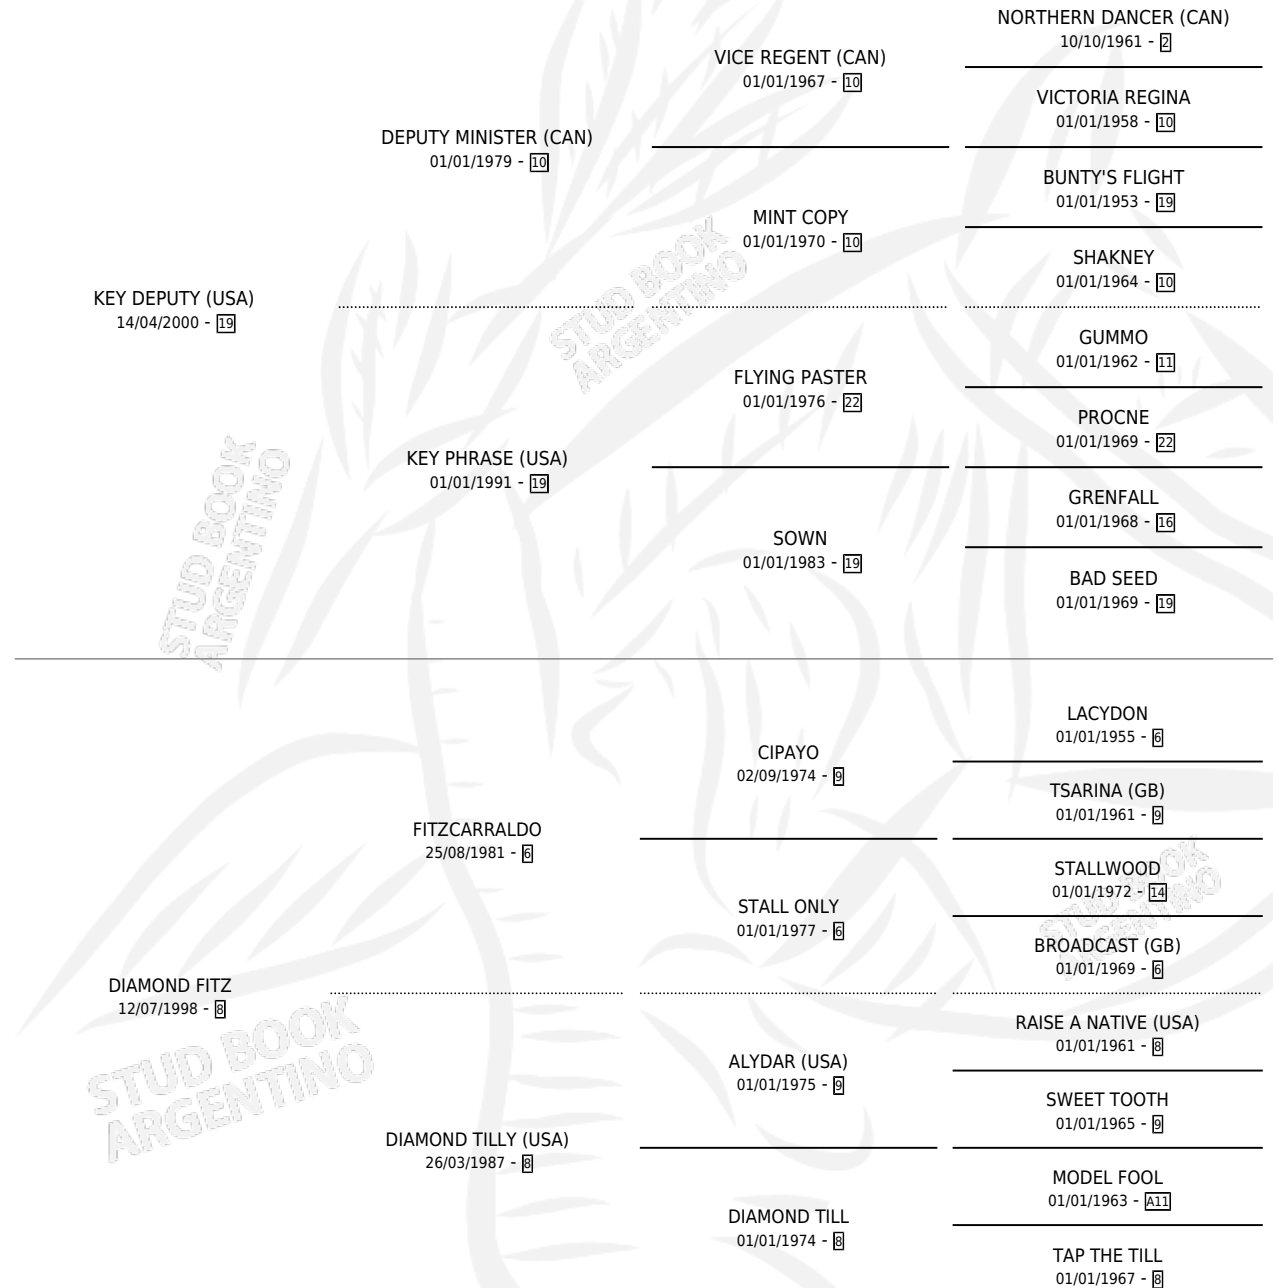 NORTHERN DANCER (CAN)
10/10/1961 - 2
VICE REGENT (CAN)
01/01/1967 - 10
VICTORIA REGINA
01/01/1958 - 10
DEPUTY MINISTER (CAN)
01/01/1979 - 10
BUNTY'S FLIGHT
01/01/1953 - 19
MINT COPY
01/01/1970 - 10
SHAKNEY
01/01/1964 - 10
KEY DEPUTY (USA)
14/04/2000 - 19
GUMMO
01/01/1962 - 11
FLYING PASTER
01/01/1976 - 22
PROCNE
01/01/1969 - 22
KEY PHRASE (USA)
01/01/1991 - 19
GRENFALL
01/01/1968 - 16
SOWN
01/01/1983 - 19
BAD SEED
01/01/1969 - 19
LACYDON
01/01/1955 - 6
CIPAYO
02/09/1974 - 9
TSARINA (GB)
01/01/1961 - 9
FITZCARRALDO
25/08/1981 - 6
STALLWOOD
01/01/1972 - 14
STALL ONLY
01/01/1977 - 6
BROADCAST (GB)
01/01/1969 - 6
DIAMOND FITZ
12/07/1998 - 8
RAISE A NATIVE (USA)
01/01/1961 - 8
ALYDAR (USA)
01/01/1975 - 9
SWEET TOOTH
01/01/1965 - 9
DIAMOND TILLY (USA)
26/03/1987 - 8
MODEL FOOL
01/01/1963 - A11
DIAMOND TILL
01/01/1974 - 8
TAP THE TILL
01/01/1967 - 8
STUD BOOK
ARGENTINO
STUD BOOK
ARGENTINO
STUD BOOK
ARGENTINO
STUD BOOK
ARGENTINO